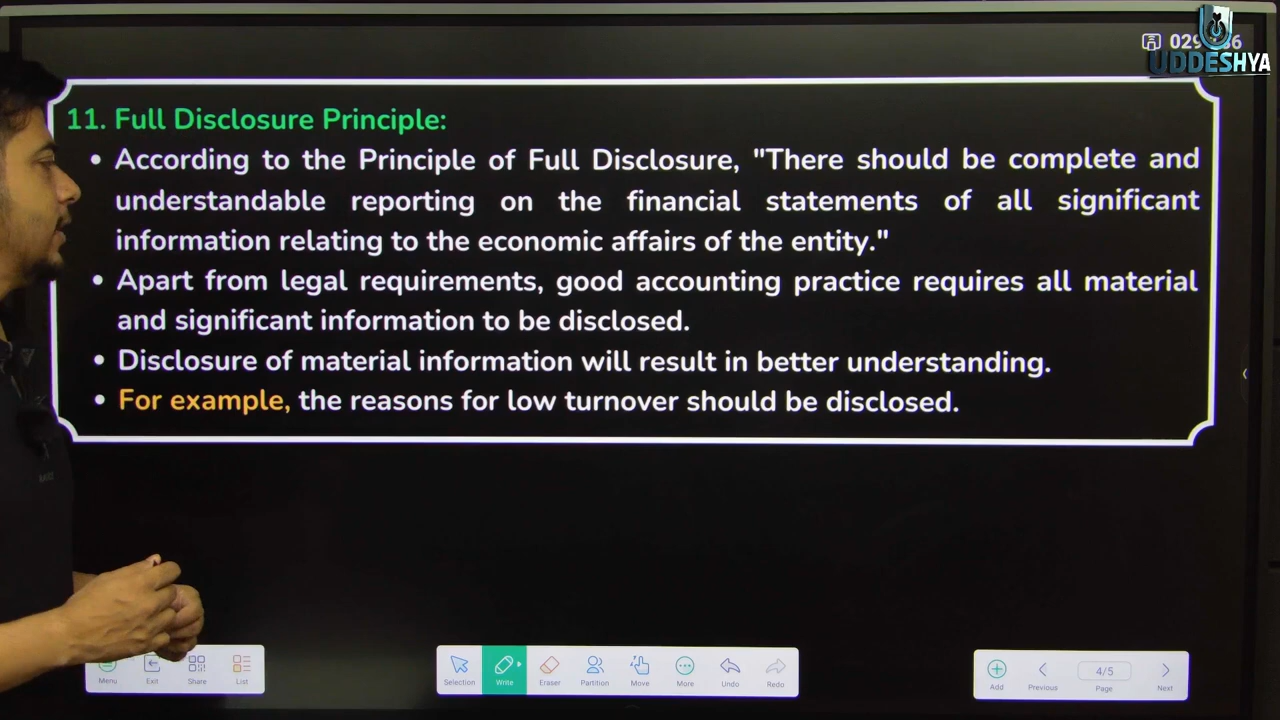 UDDESHYA
11. Full Disclosure Principle:
• According to the Principle of Full Disclosure, "There should be complete and
understandable reporting on the financial statements of all significant
information relating to the economic affairs of the entity."
• Apart from legal requirements, good accounting practice requires all material
and significant information to be disclosed.
• Disclosure of material information will result in better understanding.
• For example, the reasons for low turnover should be disclosed.
Menu Exit Share List
Selection Write Eraser Partition Move More Undo Redo
Add Previous 4/5 Page Next